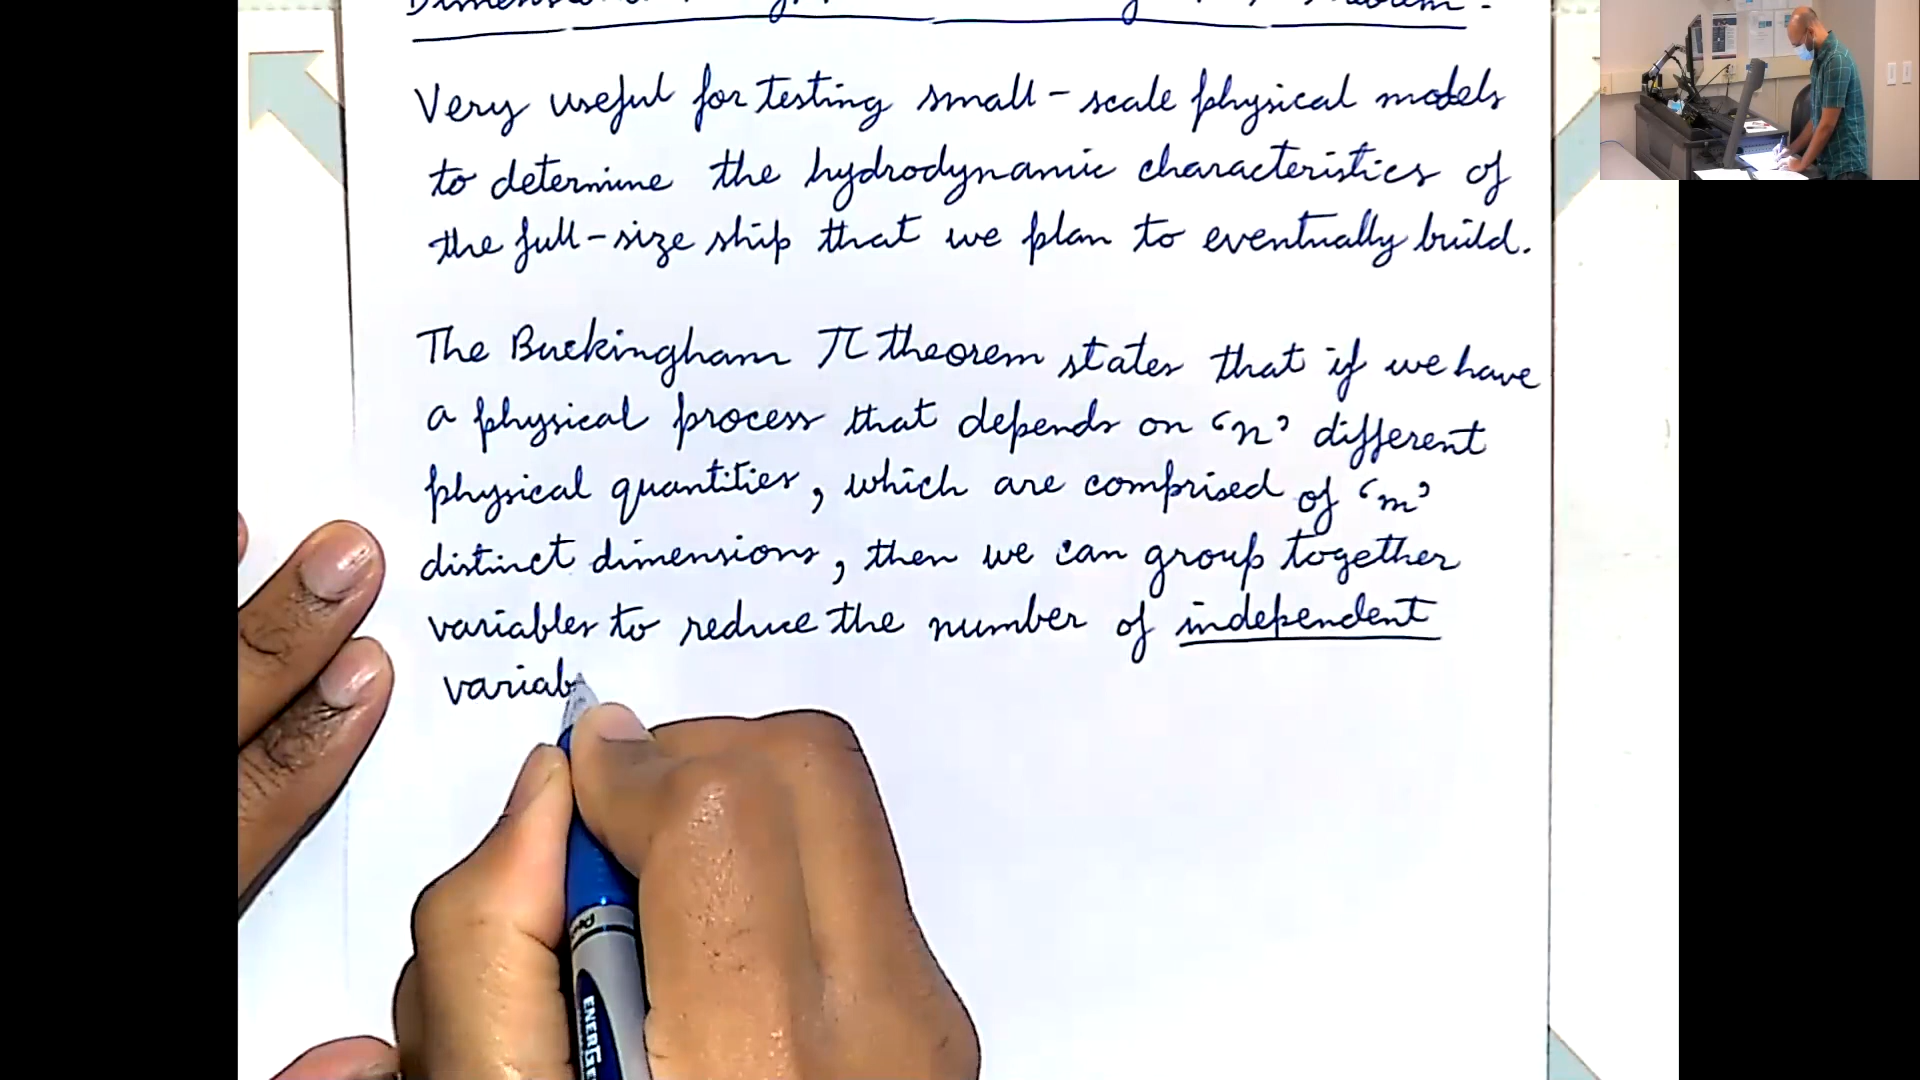 Very useful for testing small-scale physical models
to determine the hydrodynamic characteristics of
the full-size ship that we plan to eventually build.
The Buckingham π theorem states that if we have
a physical process that depends on 'n' different
physical quantities, which are comprised of 'm'
distinct dimensions, then we can group together
variables to reduce the number of independent
variab
ENERGE